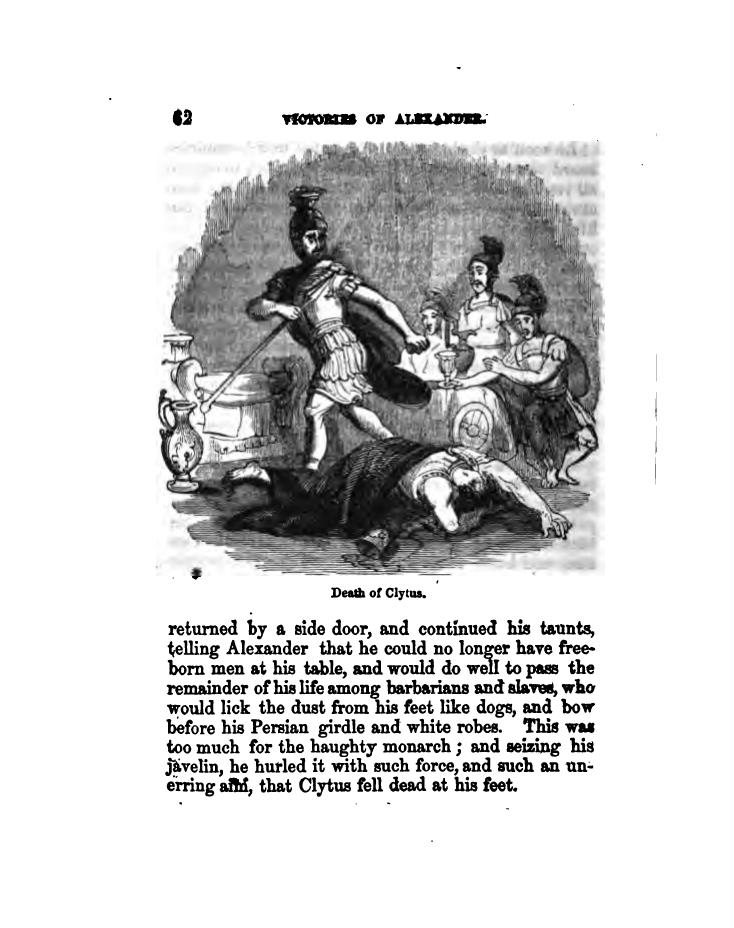 62 VICTORIES OF ALEXANDER.
Death of Clytus.
returned by a side door, and continued his taunts,
telling Alexander that he could no longer have free-
born men at his table, and would do well to pass the
remainder of his life among barbarians and slaves, who
would lick the dust from his feet like dogs, and bow
before his Persian girdle and white robes. This was
too much for the haughty monarch ; and seizing his
javelin, he hurled it with such force, and such an un-
erring aim, that Clytus fell dead at his feet.